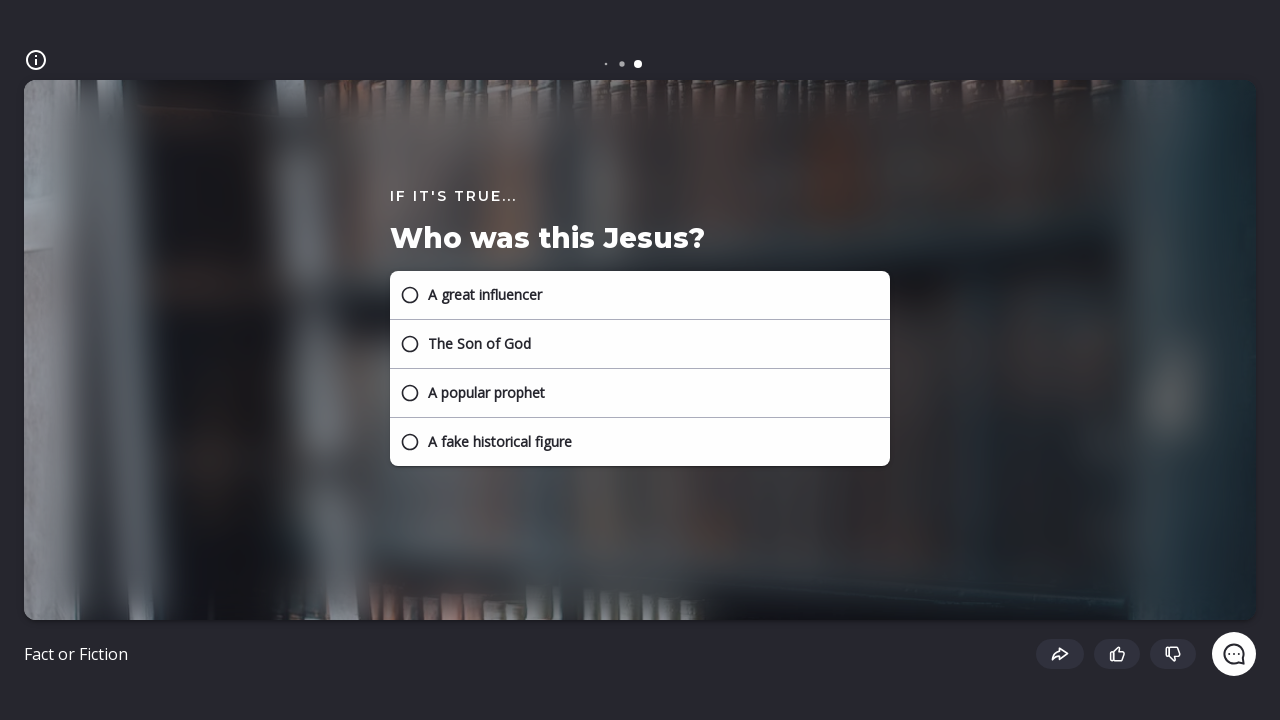 IF IT'S TRUE...
Who was this Jesus?
A great influencer
The Son of God
A popular prophet
A fake historical figure
Fact or Fiction